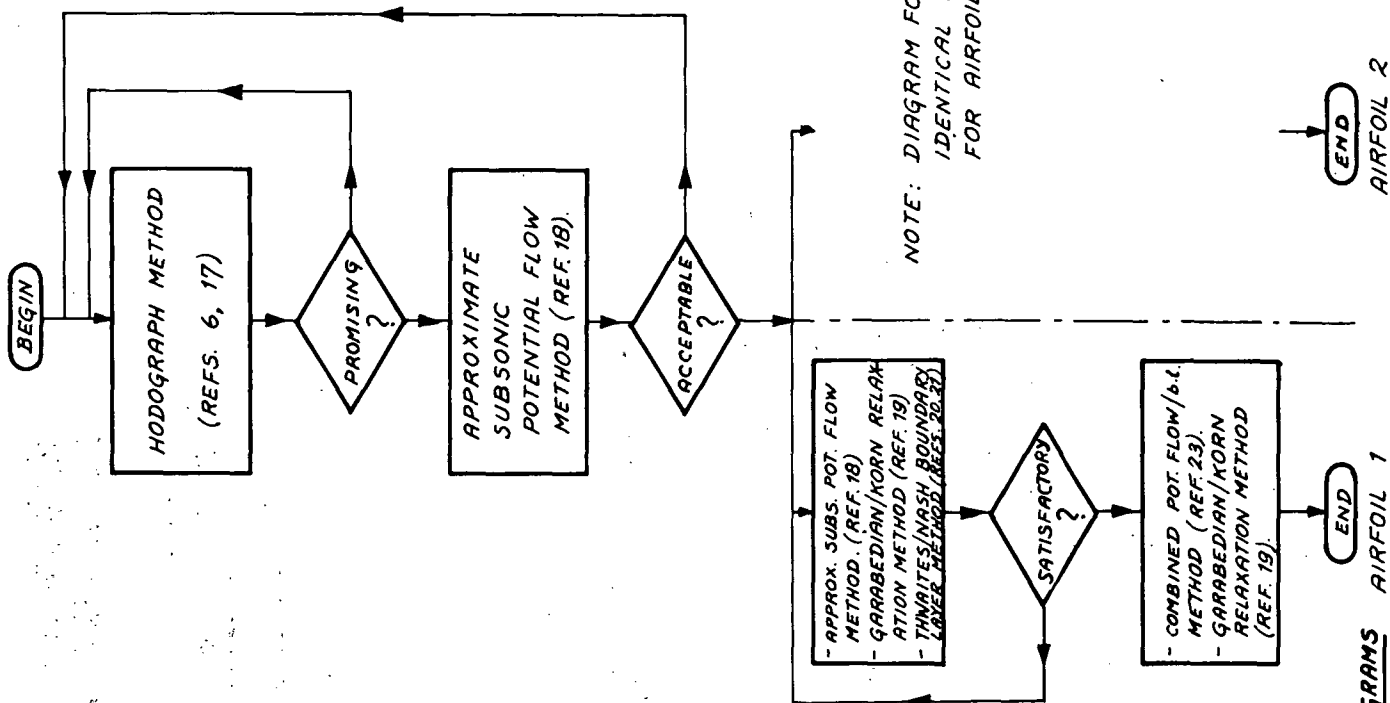 BEGIN
HODOGRAPH METHOD
(REFS. 6, 17)
PROMISING
?
APPROXIMATE
SUBSONIC
POTENTIAL FLOW
METHOD (REF. 18).
ACCEPTABLE
?
- APPROX. SUBS. POT. FLOW
METHOD. (REF. 18)
- GARABEDIAN/KORN RELAX-
ATION METHOD (REF. 19)
- THWAITES/NASH BOUNDARY
LAYER METHOD (REFS. 20, 21)
SATISFACTORY
?
- COMBINED POT. FLOW/b.l.
METHOD (REF. 23).
- GARABEDIAN/KORN
RELAXATION METHOD
(REF. 19).
END
AIRFOIL 1
NOTE: DIAGRAM FO
IDENTICAL
FOR AIRFOIL
END
AIRFOIL 2
GRAMS